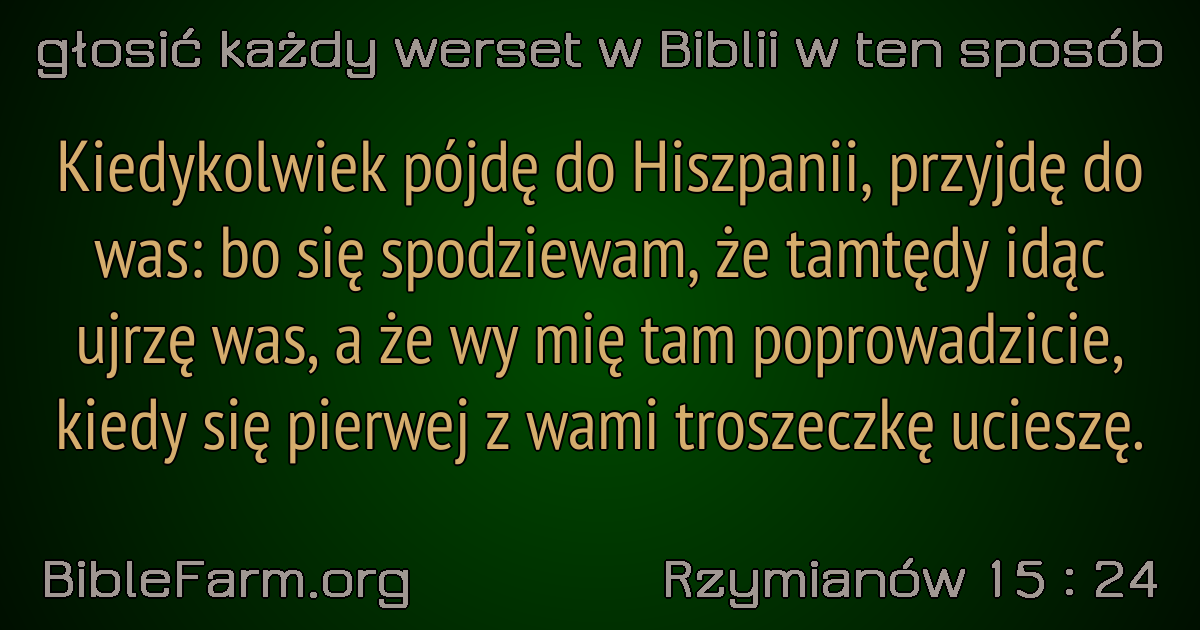 głosić każdy werset w Biblii w ten sposób
Kiedykolwiek pójdę do Hiszpanii, przyjdę do
was: bo się spodziewam, że tamtędy idąc
ujrzę was, a że wy mię tam poprowadzicie,
kiedy się pierwej z wami troszeczkę ucieszę.
BibleFarm.org
Rzymianów 15 : 24